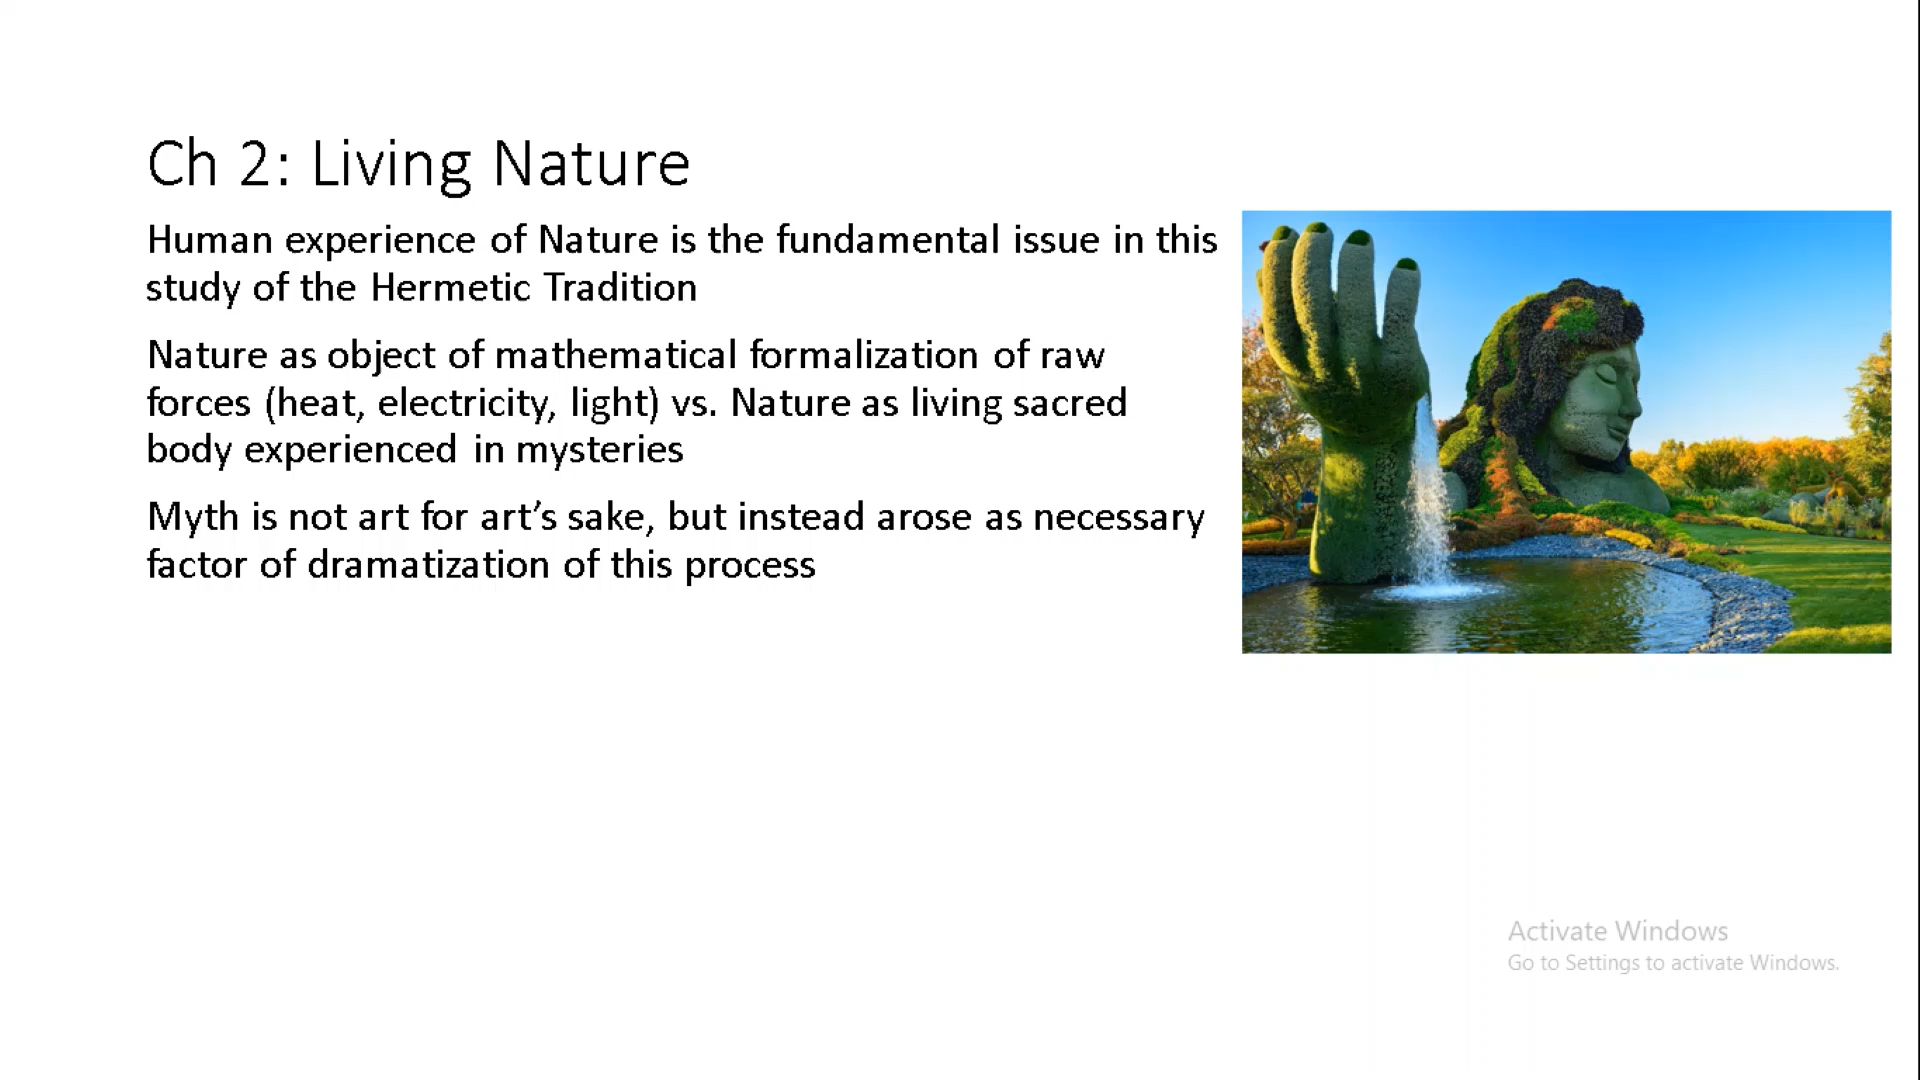 Ch 2: Living Nature
Human experience of Nature is the fundamental issue in this
study of the Hermetic Tradition
Nature as object of mathematical formalization of raw
forces (heat, electricity, light) vs. Nature as living sacred
body experienced in mysteries
Myth is not art for art’s sake, but instead arose as necessary
factor of dramatization of this process
Activate Windows
Go to Settings to activate Windows.